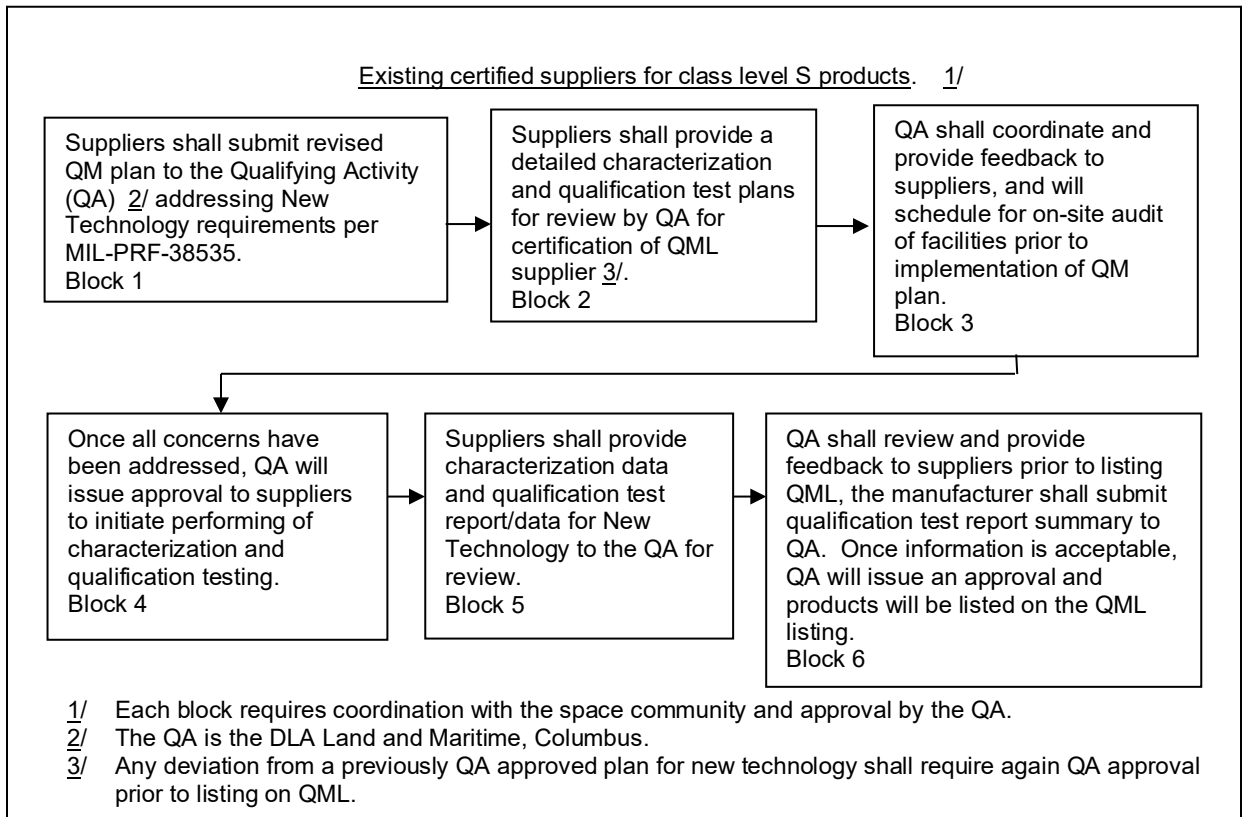 Existing certified suppliers for class level S products. 1/
Suppliers shall submit revised
QM plan to the Qualifying Activity
(QA) 2/ addressing New
Technology requirements per
MIL-PRF-38535.
Block 1
Suppliers shall provide a
detailed characterization
and qualification test plans
for review by QA for
certification of QML
supplier 3/.
Block 2
QA shall coordinate and
provide feedback to
suppliers, and will
schedule for on-site audit
of facilities prior to
implementation of QM
plan.
Block 3
Once all concerns have
been addressed, QA will
issue approval to suppliers
to initiate performing of
characterization and
qualification testing.
Block 4
Suppliers shall provide
characterization data
and qualification test
report/data for New
Technology to the QA for
review.
Block 5
QA shall review and provide
feedback to suppliers prior to listing
QML, the manufacturer shall submit
qualification test report summary to
QA. Once information is acceptable,
QA will issue an approval and
products will be listed on the QML
listing.
Block 6
1/ Each block requires coordination with the space community and approval by the QA.
2/ The QA is the DLA Land and Maritime, Columbus.
3/ Any deviation from a previously QA approved plan for new technology shall require again QA approval
prior to listing on QML.